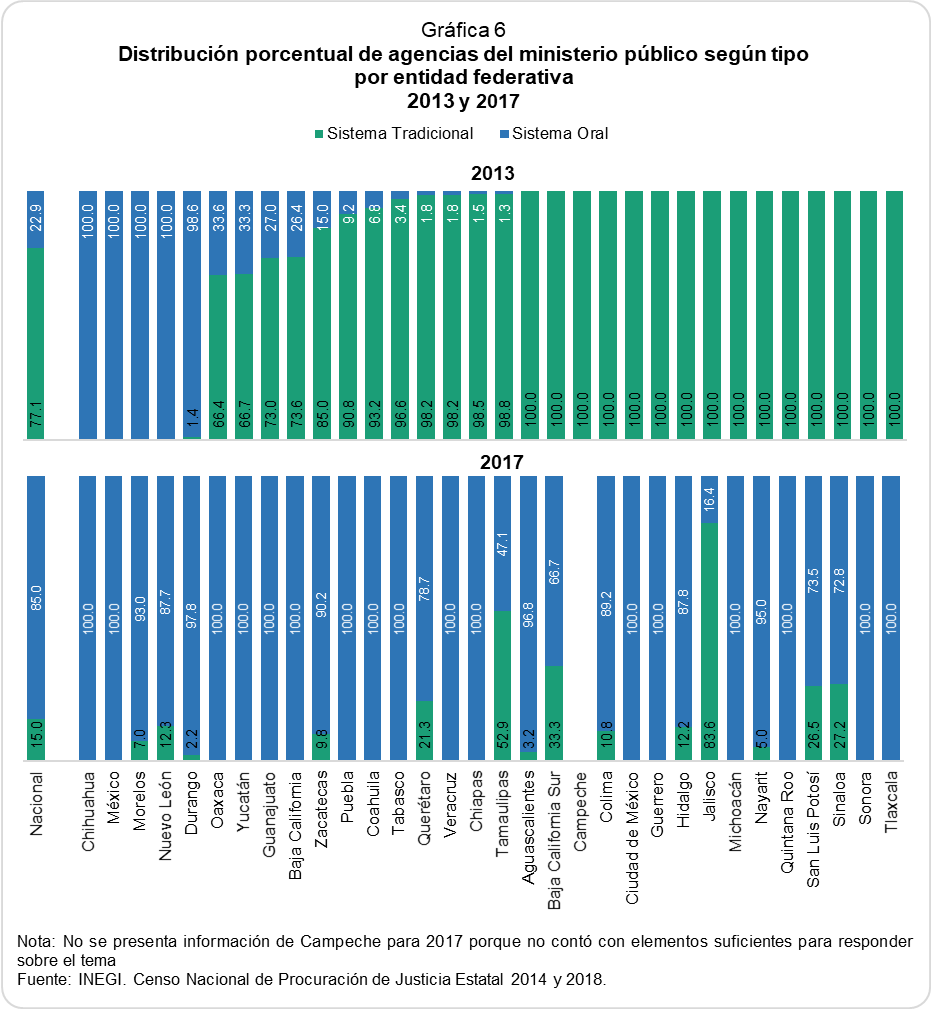 Gráfica 6
Distribución porcentual de agencias del ministerio público según tipo
por entidad federativa
2013 y 2017
Sistema Tradicional Sistema Oral
2013
22.9 100.0 100.0 100.0 100.0 98.6 33.6 33.3 27.0 26.4 15.0 9.2 6.8 3.4 1.8 1.8 1.5 1.3
77.1 1.4 66.4 66.7 73.0 73.6 85.0 90.8 93.2 96.6 98.2 98.2 98.5 98.8 100.0 100.0 100.0 100.0 100.0 100.0 100.0 100.0 100.0 100.0 100.0 100.0 100.0 100.0 100.0
2017
85.0 100.0 100.0 93.0 87.7 97.8 100.0 100.0 100.0 100.0 90.2 100.0 100.0 100.0 78.7 100.0 100.0 47.1 96.8 66.7 89.2 100.0 100.0 87.8 16.4 100.0 95.0 100.0 73.5 72.8 100.0 100.0
15.0 7.0 12.3 2.2 9.8 21.3 52.9 3.2 33.3 10.8 12.2 83.6 5.0 26.5 27.2
Nacional Chihuahua México Morelos Nuevo León Durango Oaxaca Yucatán Guanajuato Baja California Zacatecas Puebla Coahuila Tabasco Querétaro Veracruz Chiapas Tamaulipas Aguascalientes Baja California Sur Campeche Colima Ciudad de México Guerrero Hidalgo Jalisco Michoacán Nayarit Quintana Roo San Luis Potosí Sinaloa Sonora Tlaxcala
Nota: No se presenta información de Campeche para 2017 porque no contó con elementos suficientes para responder
sobre el tema
Fuente: INEGI. Censo Nacional de Procuración de Justicia Estatal 2014 y 2018.